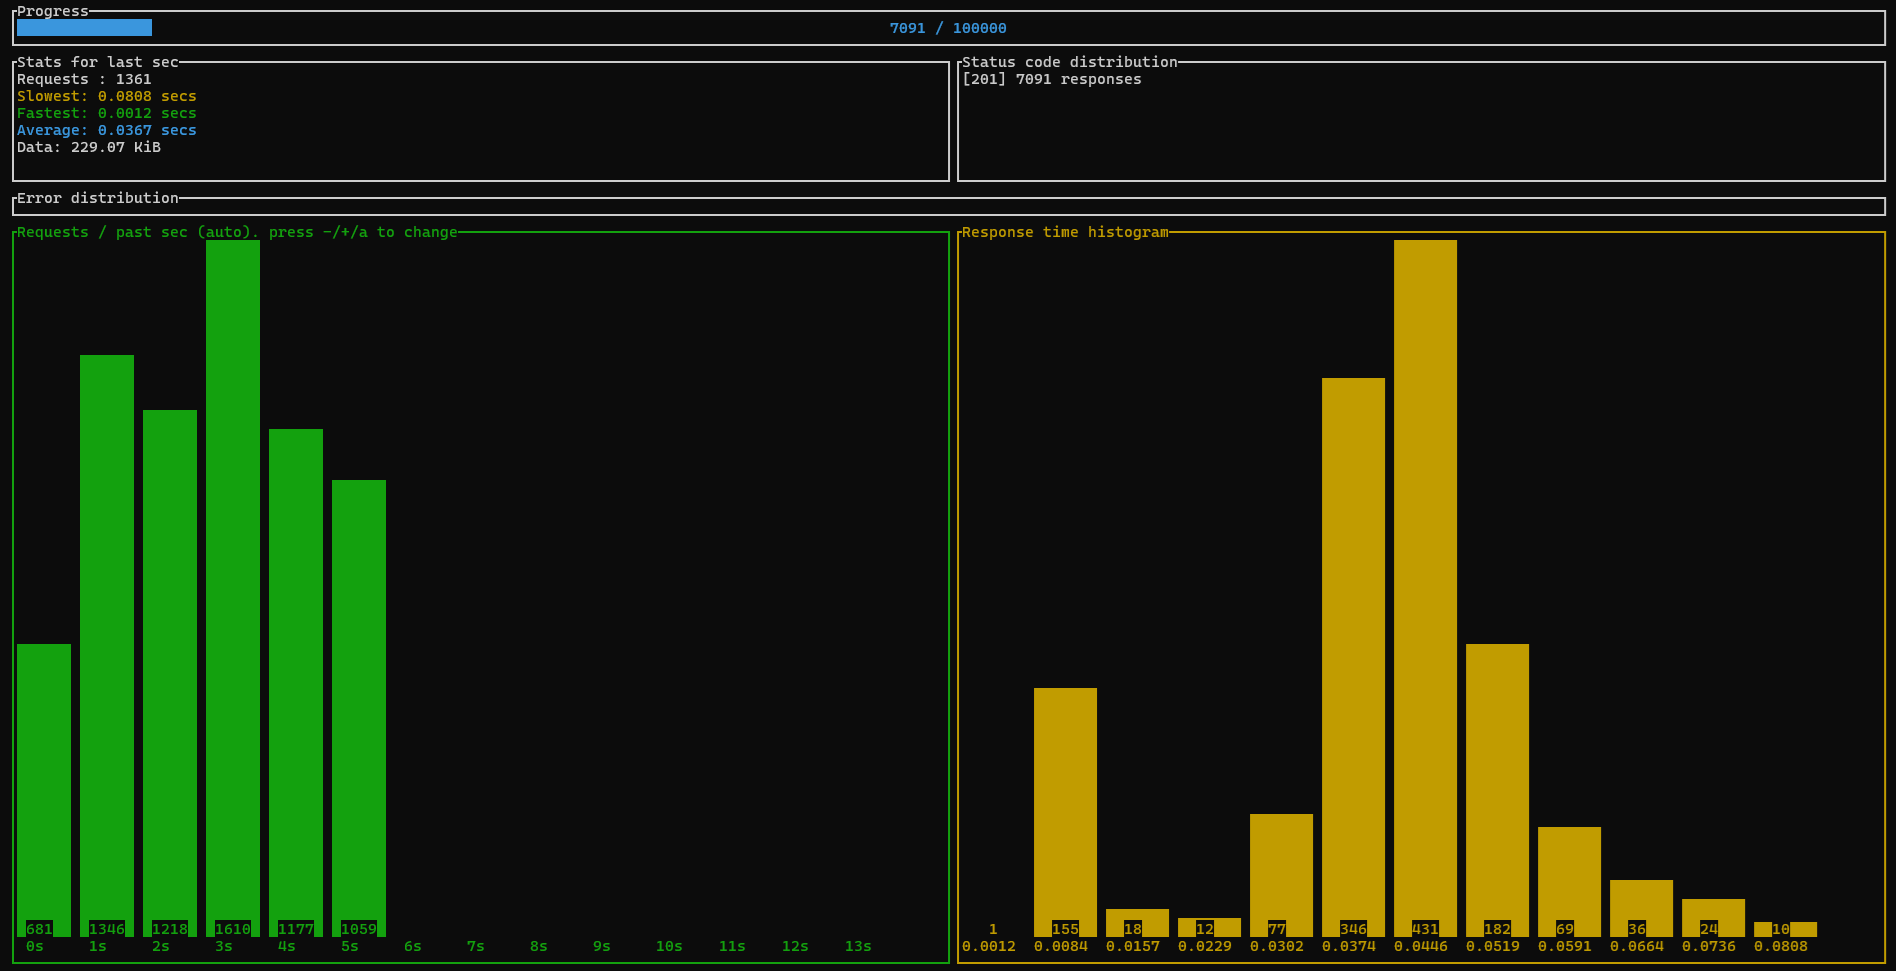 Progress
7091 / 100000
Stats for last sec
Requests : 1361
Slowest: 0.0808 secs
Fastest: 0.0012 secs
Average: 0.0367 secs
Data: 229.07 KiB
Status code distribution
[201] 7091 responses
Error distribution
Requests / past sec (auto). press -/+/a to change
681 1346 1218 1610 1177 1059
0s 1s 2s 3s 4s 5s 6s 7s 8s 9s 10s 11s 12s 13s
Response time histogram
1 155 18 12 77 346 431 182 69 36 24 10
0.0012 0.0084 0.0157 0.0229 0.0302 0.0374 0.0446 0.0519 0.0591 0.0664 0.0736 0.0808